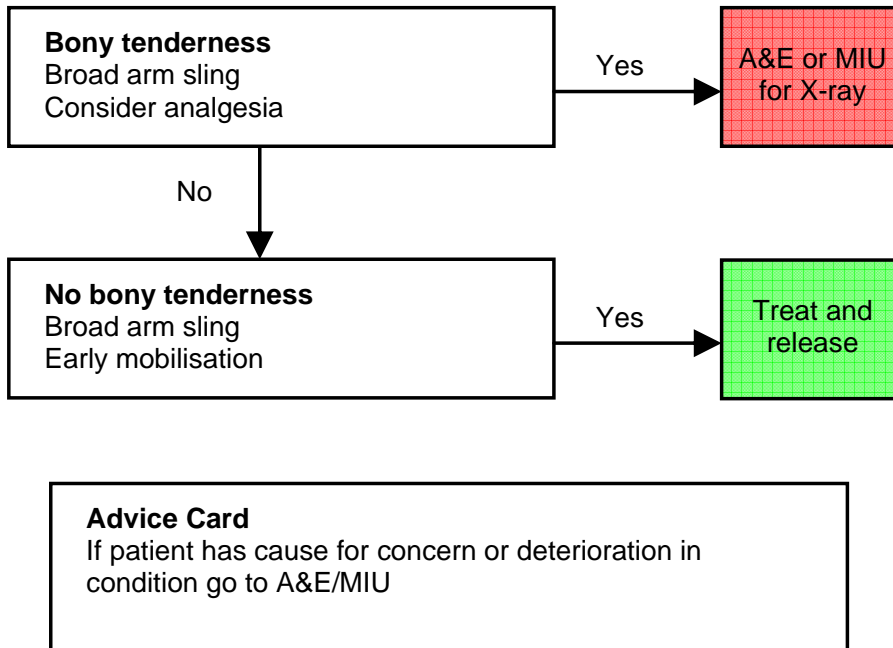 Bony tenderness
Broad arm sling
Consider analgesia
Yes
A&E or MIU
for X-ray
No
No bony tenderness
Broad arm sling
Early mobilisation
Yes
Treat and
release
Advice Card
If patient has cause for concern or deterioration in
condition go to A&E/MIU